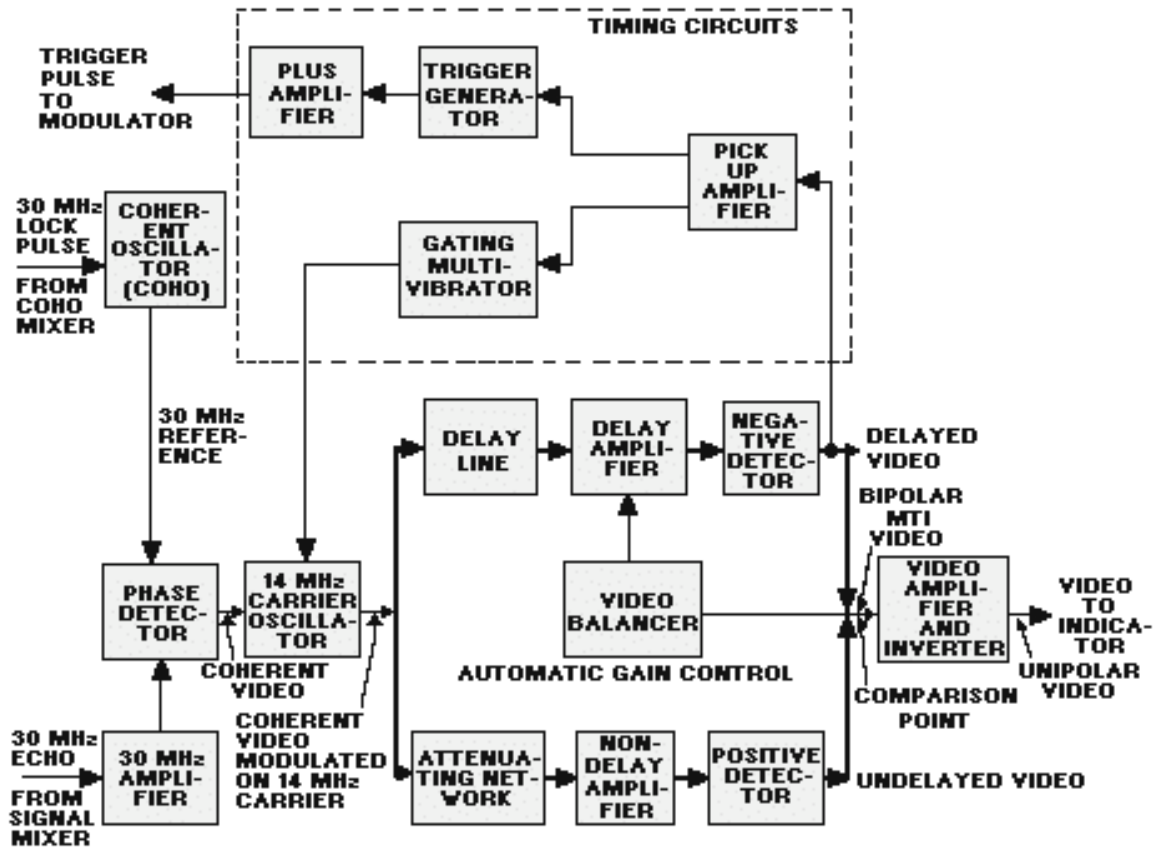 TIMING CIRCUITS
TRIGGER
PULSE
TO
MODULATOR
PLUS
AMPLI-
FIER
TRIGGER
GENERA-
TOR
PICK
UP
AMPLI-
FIER
30 MHz
LOCK
PULSE
FROM
COHO
MIXER
COHER-
ENT
OSCILLA-
TOR
(COHO)
GATING
MULTI-
VIBRATOR
30 MHz
REFER-
ENCE
DELAY
LINE
DELAY
AMPLI-
FIER
NEGA-
TIVE
DETEC-
TOR
DELAYED
VIDEO
BIPOLAR
MTI
VIDEO
PHASE
DETEC-
TOR
14 MHz
CARRIER
OSCILLA-
TOR
VIDEO
BALANCER
VIDEO
AMPLI-
FIER
AND
INVERTER
VIDEO
TO
INDICA-
TOR
COHERENT
VIDEO
AUTOMATIC GAIN CONTROL
UNIPOLAR
VIDEO
COMPARISON
POINT
COHERENT
VIDEO
MODULATED
ON 14 MHz
CARRIER
30 MHz
ECHO
FROM
SIGNAL
MIXER
30 MHz
AMPLI-
FIER
ATTENUA-
TING NET-
WORK
NON-
DELAY
AMPLI-
FIER
POSITIVE
DETEC-
TOR
UNDELAYED VIDEO